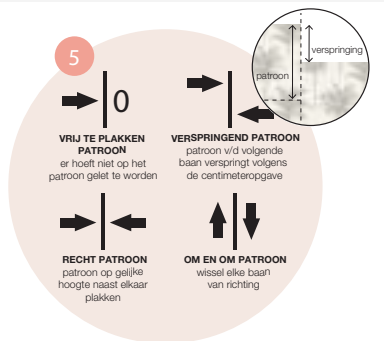 5
verspringing
patroon
0
VRIJ TE PLAKKEN
PATROON
er hoeft niet op het
patroon gelet te worden
VERSPRINGEND PATROON
patroon v/d volgende
baan verspringt volgens
de centimeteropgave
RECHT PATROON
patroon op gelijke
hoogte naast elkaar
plakken
OM EN OM PATROON
wissel elke baan
van richting